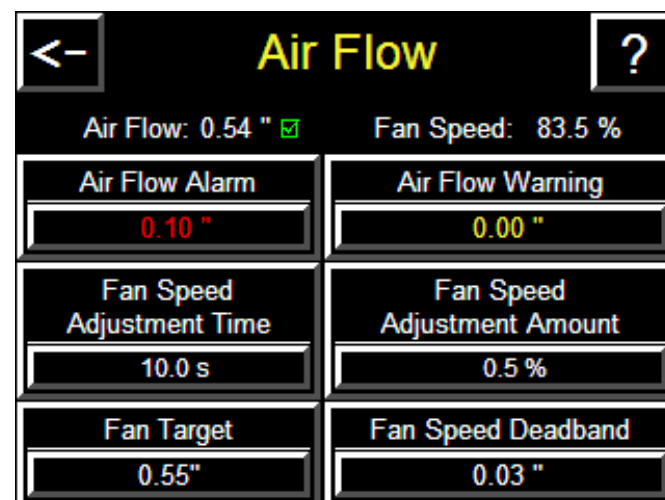 <- Air Flow ?
Air Flow: 0.54 " ☑ Fan Speed: 83.5 %
Air Flow Alarm Air Flow Warning
0.10 " 0.00 "
Fan Speed Fan Speed
Adjustment Time Adjustment Amount
10.0 s 0.5 %
Fan Target Fan Speed Deadband
0.55" 0.03 "